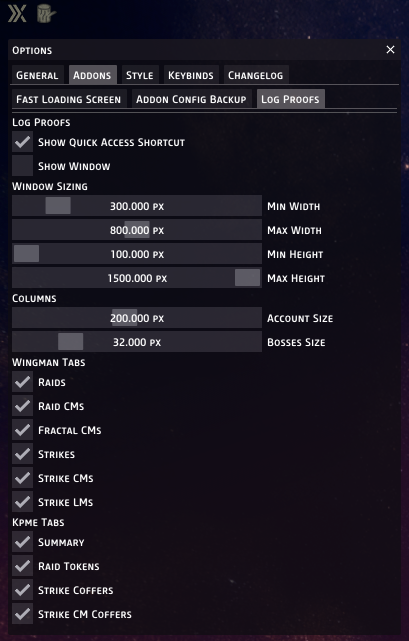 Options
General Addons Style Keybinds Changelog
Fast Loading Screen Addon Config Backup Log Proofs
Log Proofs
Show Quick Access Shortcut
Show Window
Window Sizing
300.000 px Min Width
800.000 px Max Width
100.000 px Min Height
1500.000 px Max Height
Columns
200.000 px Account Size
32.000 px Bosses Size
Wingman Tabs
Raids
Raid CMs
Fractal CMs
Strikes
Strike CMs
Strike LMs
Kpme Tabs
Summary
Raid Tokens
Strike Coffers
Strike CM Coffers